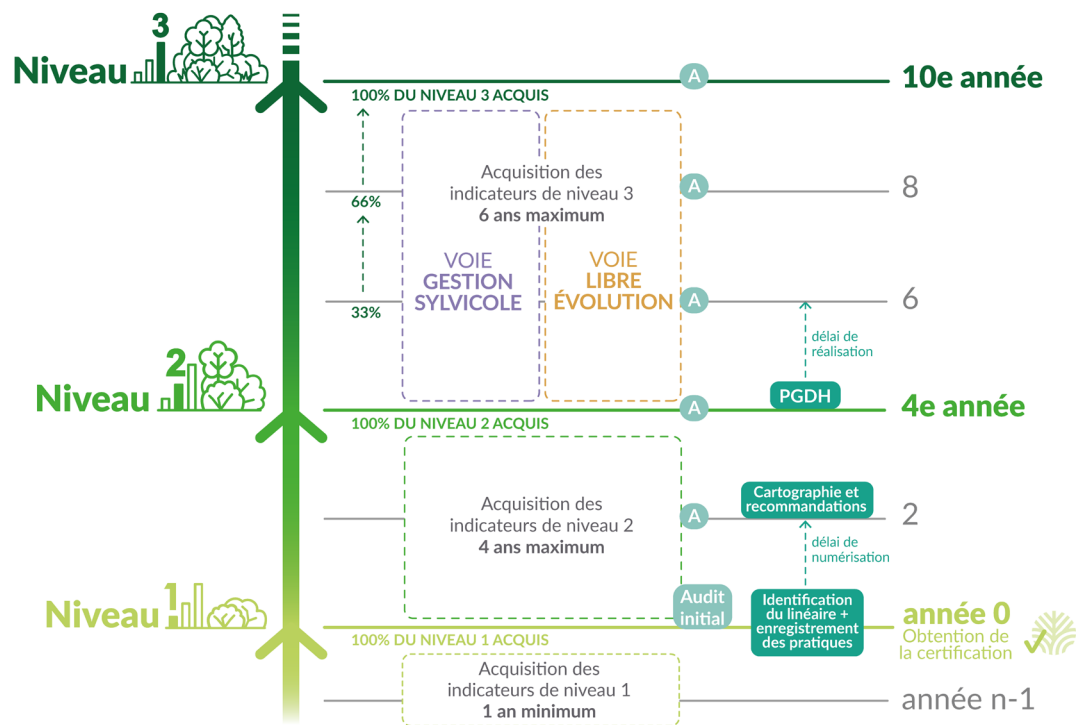 Niveau 3
A
10e année
100% DU NIVEAU 3 ACQUIS
Acquisition des
indicateurs de niveau 3
6 ans maximum
A
8
66%
VOIE
GESTION
SYLVICOLE
VOIE
LIBRE
ÉVOLUTION
A
6
33%
délai de
réalisation
PGDH
Niveau 2
A
4e année
100% DU NIVEAU 2 ACQUIS
Acquisition des
indicateurs de niveau 2
4 ans maximum
A
Cartographie et
recommandations
2
délai de
numérisation
Niveau 1
Audit
initial
Identification
du linéaire +
enregistrement
des pratiques
année 0
Obtention de
la certification
100% DU NIVEAU 1 ACQUIS
Acquisition des
indicateurs de niveau 1
1 an minimum
année n-1